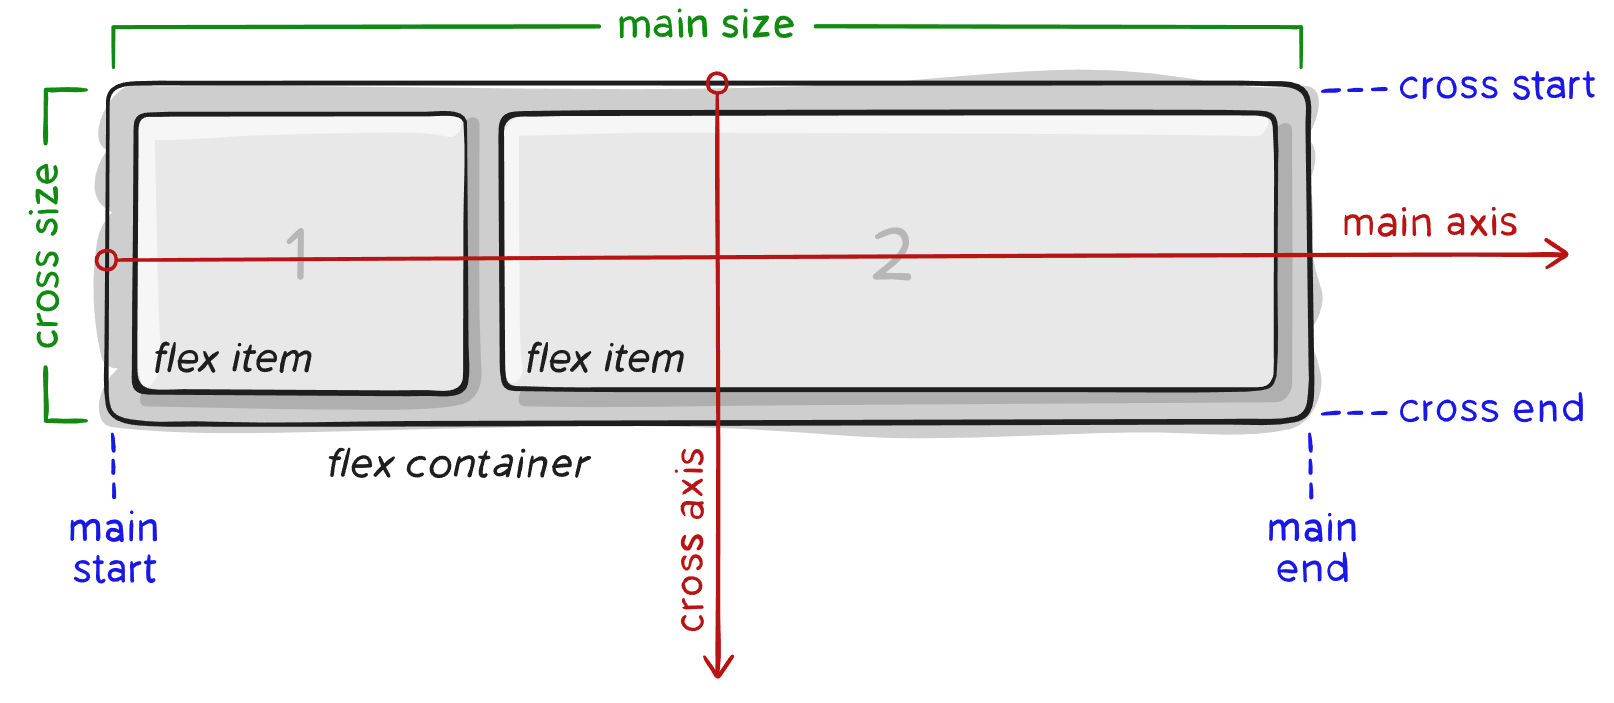 main size
cross start
cross size
main axis
1
2
flex item
flex item
cross end
flex container
cross axis
main
start
main
end